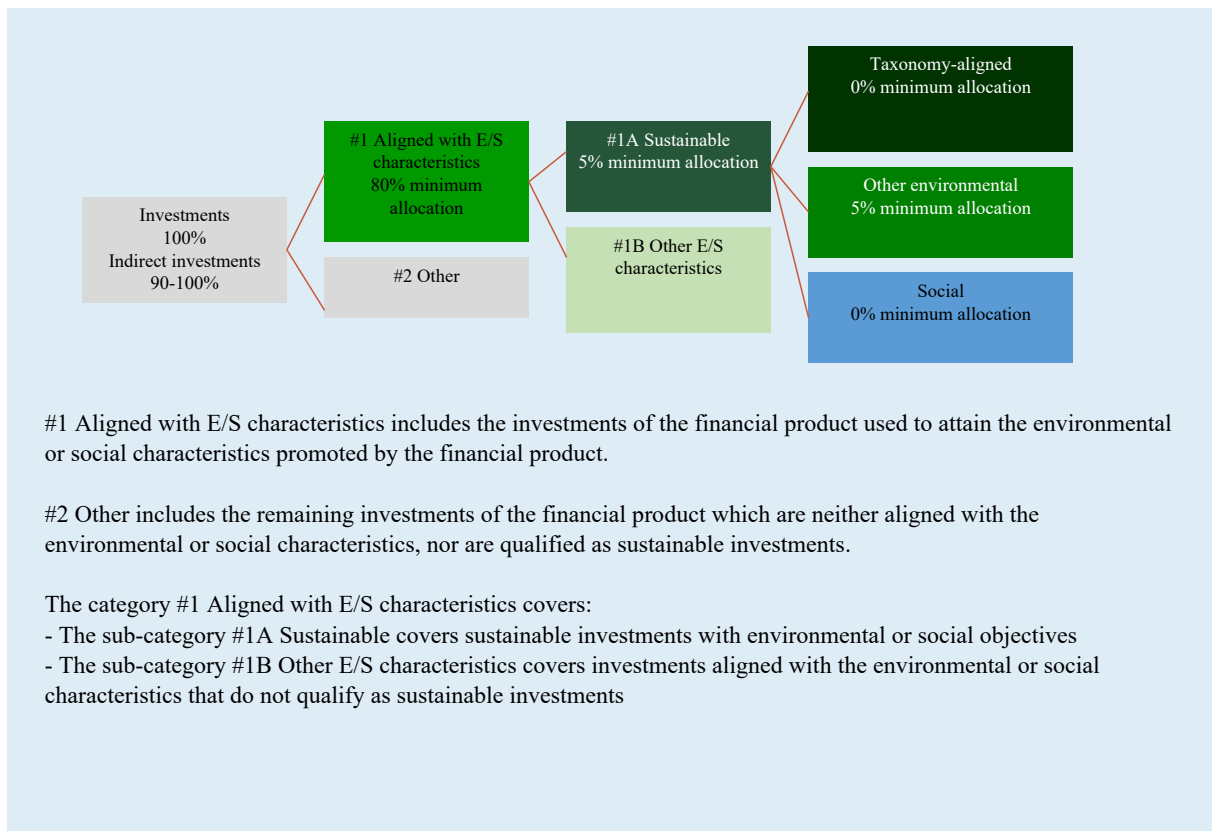 Investments
100%
Indirect investments
90-100%
#1 Aligned with E/S
characteristics
80% minimum
allocation
#2 Other
#1A Sustainable
5% minimum allocation
#1B Other E/S
characteristics
Taxonomy-aligned
0% minimum allocation
Other environmental
5% minimum allocation
Social
0% minimum allocation
#1 Aligned with E/S characteristics includes the investments of the financial product used to attain the environmental
or social characteristics promoted by the financial product.
#2 Other includes the remaining investments of the financial product which are neither aligned with the
environmental or social characteristics, nor are qualified as sustainable investments.
The category #1 Aligned with E/S characteristics covers:
- The sub-category #1A Sustainable covers sustainable investments with environmental or social objectives
- The sub-category #1B Other E/S characteristics covers investments aligned with the environmental or social
characteristics that do not qualify as sustainable investments